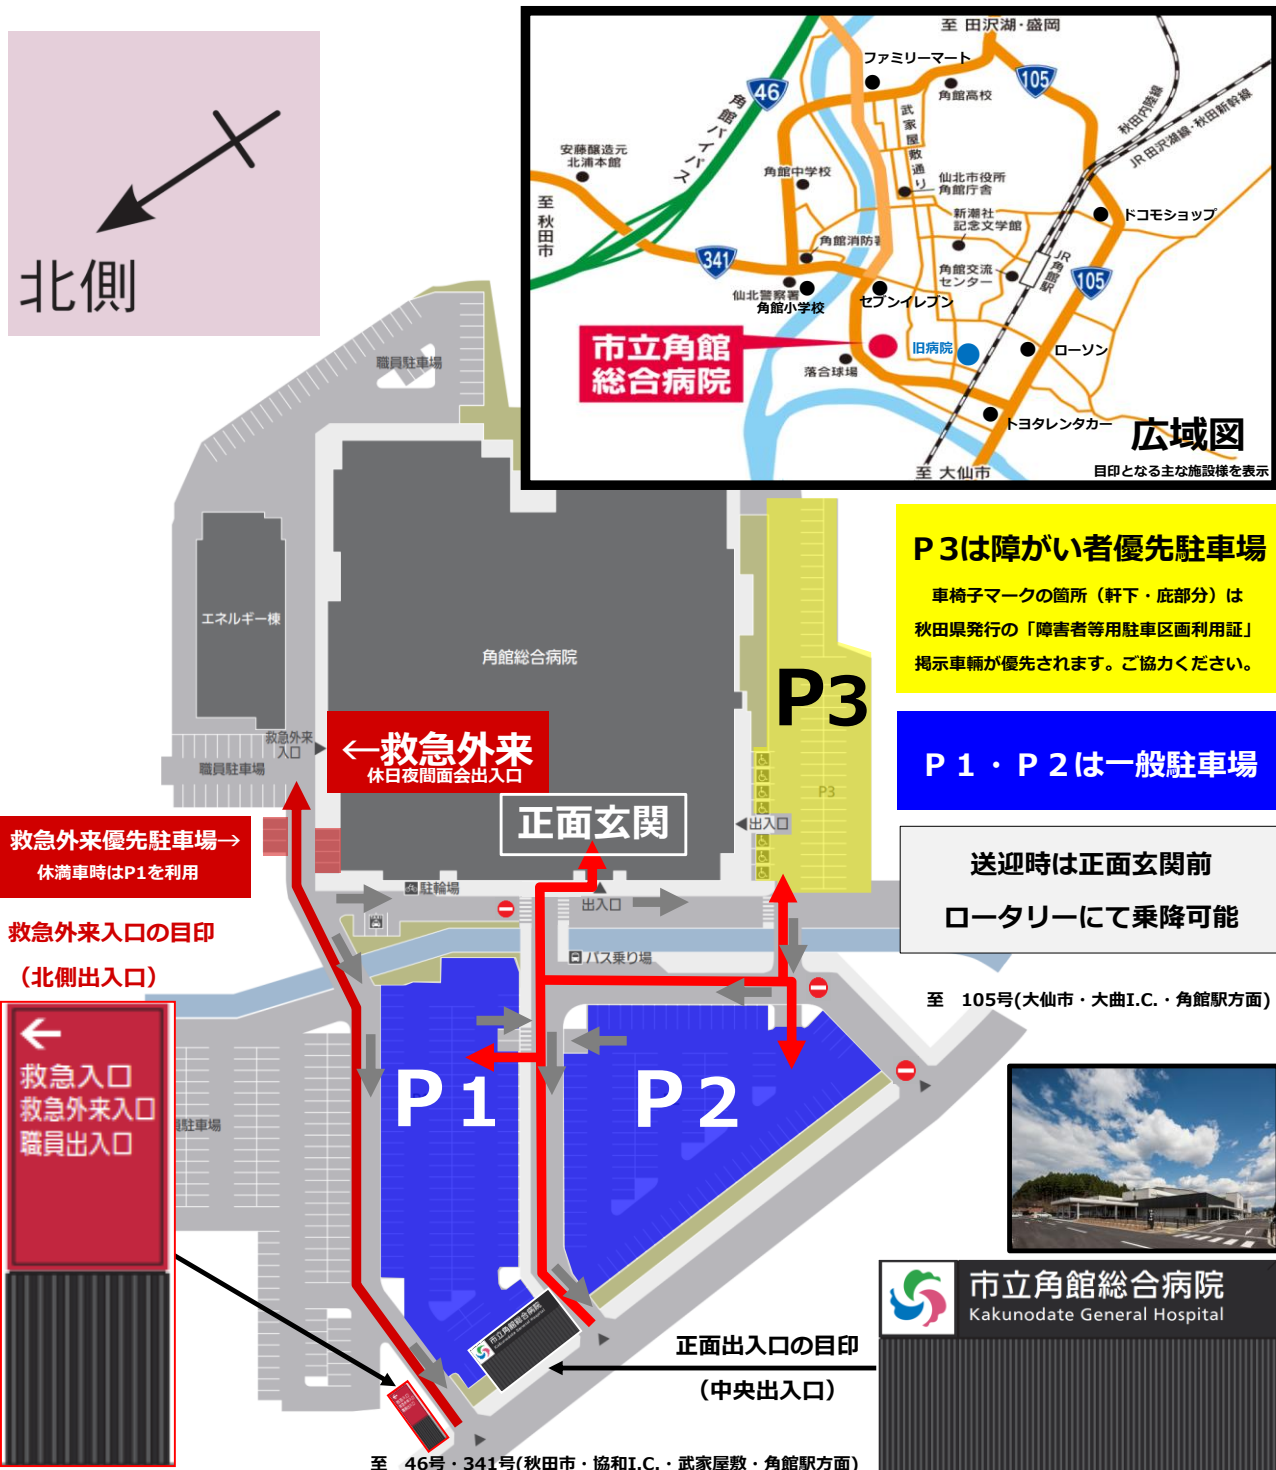 北側
至 田沢湖・盛岡
ファミリーマート
46
105
角館高校
角館バイパス
武家屋敷通り
秋田内陸線
JR 田沢湖線・秋田新幹線
安藤醸造元
北浦本館
角館中学校
仙北市役所
角館庁舎
至 秋田市
新潮社
記念文学館
ドコモショップ
角館消防署
341
角館交流
センター
JR角館駅
105
仙北警察署
角館小学校
セブンイレブン
市立角館
総合病院
旧病院
ローソン
落合球場
トヨタレンタカー
広域図
至 大仙市
目印となる主な施設様を表示
職員駐車場
エネルギー棟
角館総合病院
P3は障がい者優先駐車場
車椅子マークの箇所（軒下・庇部分）は
秋田県発行の「障害者等用駐車区画利用証」
掲示車輛が優先されます。ご協力ください。
P3
P3
救急外来
入口
←救急外来
休日夜間面会出入口
職員駐車場
P１・P２は一般駐車場
正面玄関
出入口
救急外来優先駐車場→
休満車時はP1を利用
送迎時は正面玄関前
ロータリーにて乗降可能
駐輪場
出入口
救急外来入口の目印
（北側出入口）
バス乗り場
至 105号(大仙市・大曲I.C.・角館駅方面)
←
救急入口
救急外来入口
職員出入口
P1
P2
員駐車場
市立角館総合病院
Kakunodate General Hospital
市立角館総合病院
Kakunodate General Hospital
正面出入口の目印
（中央出入口）
至 46号・341号(秋田市・協和I.C.・武家屋敷・角館駅方面)